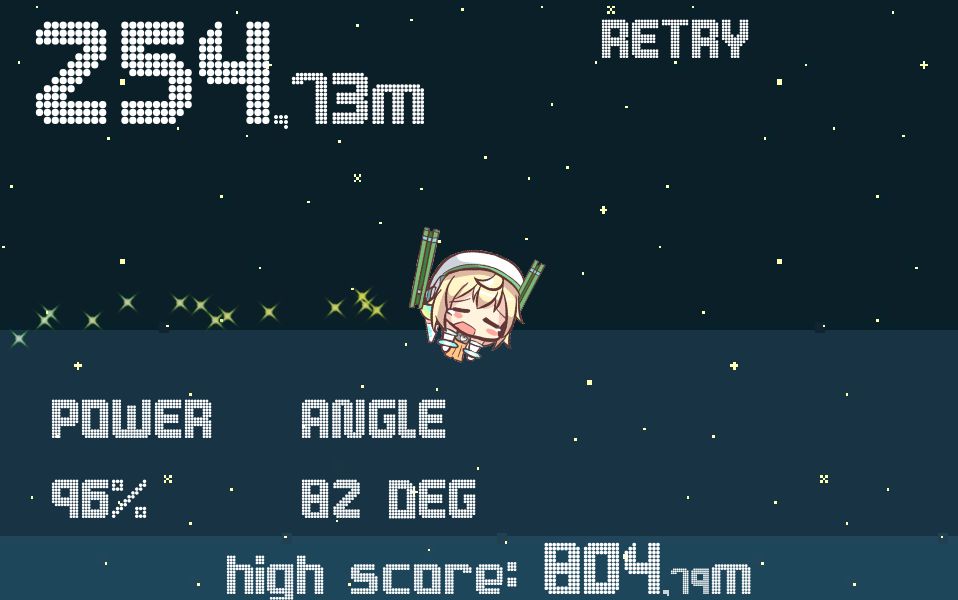 254.73m
RETRY
POWER ANGLE
96% 82 DEG
high score: 804.79m